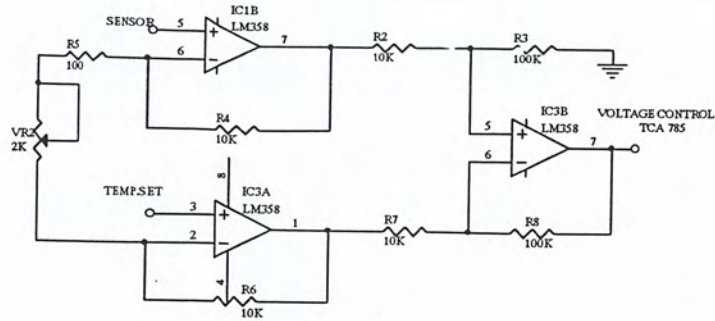 SENSOR
5
6
IC1B
LM358
7
R2
10K
R3
100K
R5
100
R4
10K
VR2
2K
IC3B
LM358
5
6
7
VOLTAGE CONTROL
TCA 785
TEMP.SET
3
2
8
IC3A
LM358
1
4
R7
10K
R8
100K
R6
10K